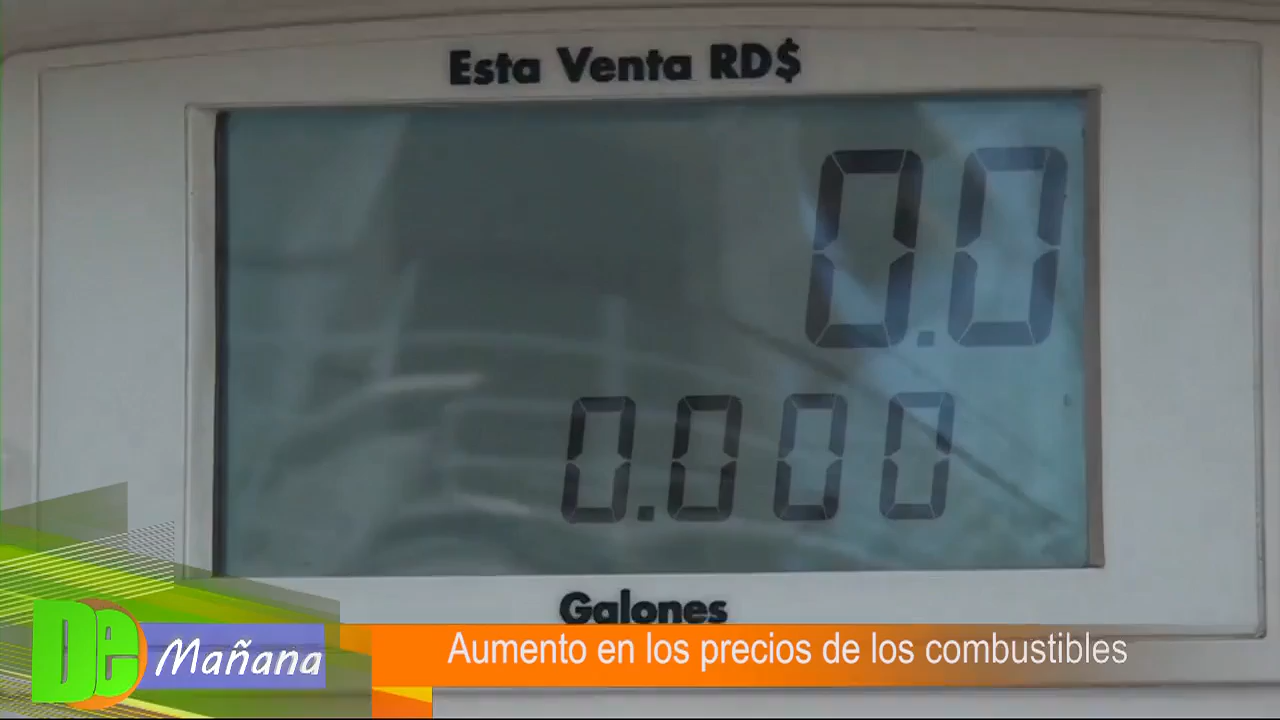 Esta Venta RD$
0.0
0.000
Galones
De Mañana
Aumento en los precios de los combustibles